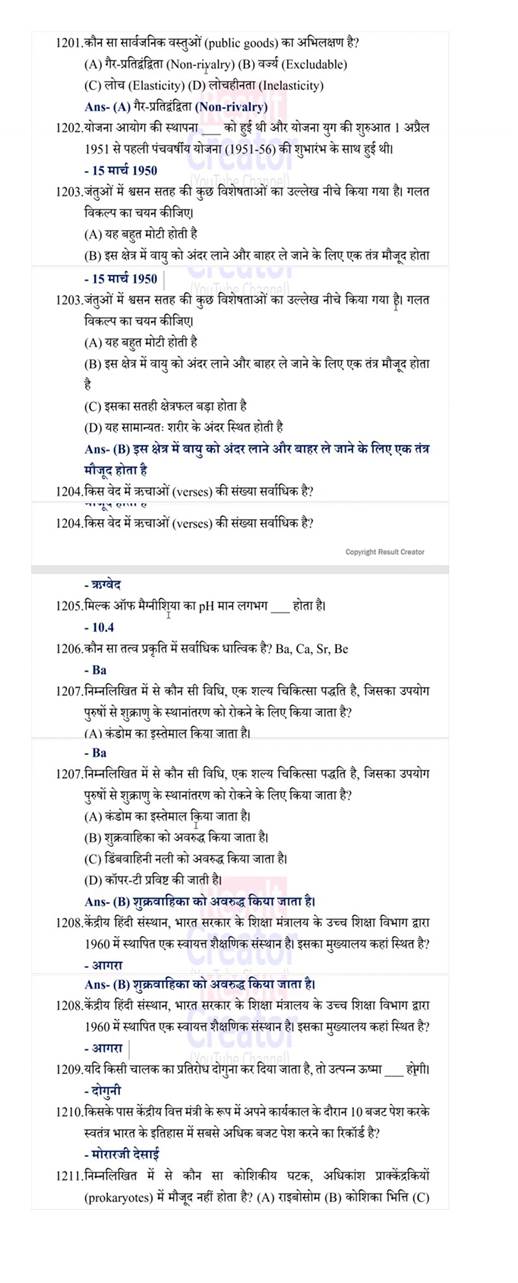 1201.कौन सा सार्वजनिक वस्तुओं (public goods) का अभिलक्षण है?
(A) गैर-प्रतिद्वंद्विता (Non-rivalry) (B) वर्ज्य (Excludable)
(C) लोच (Elasticity) (D) लोचहीनता (Inelasticity)
Ans- (A) गैर-प्रतिद्वंद्विता (Non-rivalry)
1202.योजना आयोग की स्थापना ____ को हुई थी और योजना युग की शुरुआत 1 अप्रैल
1951 से पहली पंचवर्षीय योजना (1951-56) की शुभारंभ के साथ हुई थी।
- 15 मार्च 1950
1203.जंतुओं में श्वसन सतह की कुछ विशेषताओं का उल्लेख नीचे किया गया है। गलत
विकल्प का चयन कीजिए।
(A) यह बहुत मोटी होती है
(B) इस क्षेत्र में वायु को अंदर लाने और बाहर ले जाने के लिए एक तंत्र मौजूद होता
- 15 मार्च 1950
1203.जंतुओं में श्वसन सतह की कुछ विशेषताओं का उल्लेख नीचे किया गया है। गलत
विकल्प का चयन कीजिए।
(A) यह बहुत मोटी होती है
(B) इस क्षेत्र में वायु को अंदर लाने और बाहर ले जाने के लिए एक तंत्र मौजूद होता
है
(C) इसका सतही क्षेत्रफल बड़ा होता है
(D) यह सामान्यतः शरीर के अंदर स्थित होती है
Ans- (B) इस क्षेत्र में वायु को अंदर लाने और बाहर ले जाने के लिए एक तंत्र
मौजूद होता है
1204.किस वेद में ऋचाओं (verses) की संख्या सर्वाधिक है?
1204.किस वेद में ऋचाओं (verses) की संख्या सर्वाधिक है?
Copyright Result Creator
- ऋग्वेद
1205.मिल्क ऑफ मैग्नीशिया का pH मान लगभग ____ होता है।
- 10.4
1206.कौन सा तत्व प्रकृति में सर्वाधिक धात्विक है? Ba, Ca, Sr, Be
- Ba
1207.निम्नलिखित में से कौन सी विधि, एक शल्य चिकित्सा पद्धति है, जिसका उपयोग
पुरुषों से शुक्राणु के स्थानांतरण को रोकने के लिए किया जाता है?
(A) कंडोम का इस्तेमाल किया जाता है।
- Ba
1207.निम्नलिखित में से कौन सी विधि, एक शल्य चिकित्सा पद्धति है, जिसका उपयोग
पुरुषों से शुक्राणु के स्थानांतरण को रोकने के लिए किया जाता है?
(A) कंडोम का इस्तेमाल किया जाता है।
(B) शुक्रवाहिका को अवरुद्ध किया जाता है।
(C) डिंबवाहिनी नली को अवरुद्ध किया जाता है।
(D) कॉपर-टी प्रविष्ट की जाती है।
Ans- (B) शुक्रवाहिका को अवरुद्ध किया जाता है।
1208.केंद्रीय हिंदी संस्थान, भारत सरकार के शिक्षा मंत्रालय के उच्च शिक्षा विभाग द्वारा
1960 में स्थापित एक स्वायत्त शैक्षणिक संस्थान है। इसका मुख्यालय कहां स्थित है?
- आगरा
Ans- (B) शुक्रवाहिका को अवरुद्ध किया जाता है।
1208.केंद्रीय हिंदी संस्थान, भारत सरकार के शिक्षा मंत्रालय के उच्च शिक्षा विभाग द्वारा
1960 में स्थापित एक स्वायत्त शैक्षणिक संस्थान है। इसका मुख्यालय कहां स्थित है?
- आगरा
1209.यदि किसी चालक का प्रतिरोध दोगुना कर दिया जाता है, तो उत्पन्न ऊष्मा ____ होगी।
- दोगुनी
1210.किसके पास केंद्रीय वित्त मंत्री के रूप में अपने कार्यकाल के दौरान 10 बजट पेश करके
स्वतंत्र भारत के इतिहास में सबसे अधिक बजट पेश करने का रिकॉर्ड है?
- मोरारजी देसाई
1211.निम्नलिखित में से कौन सा कोशिकीय घटक, अधिकांश प्राक्केंद्रकियों
(prokaryotes) में मौजूद नहीं होता है? (A) राइबोसोम (B) कोशिका भित्ति (C)